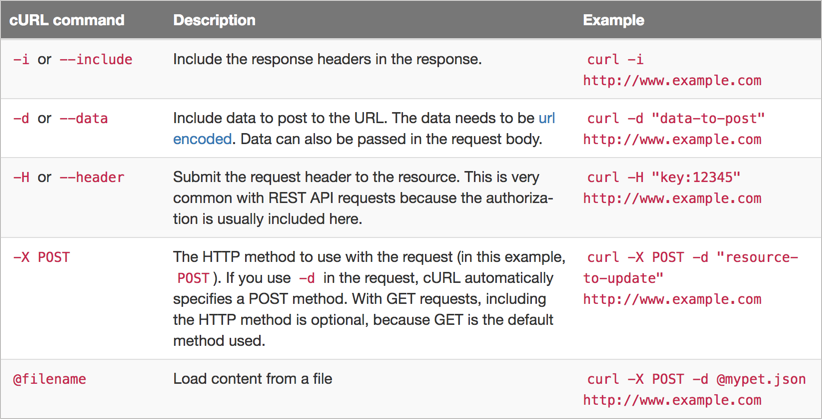 cURL command Description Example
-i or --include Include the response headers in the response. curl -i
http://www.example.com
-d or --data Include data to post to the URL. The data needs to be url curl -d "data-to-post"
encoded. Data can also be passed in the request body. http://www.example.com
-H or --header Submit the request header to the resource. This is very curl -H "key:12345"
common with REST API requests because the authoriza- http://www.example.com
tion is usually included here.
-X POST The HTTP method to use with the request (in this example, curl -X POST -d "resource-
POST ). If you use -d in the request, cURL automatically to-update"
specifies a POST method. With GET requests, including http://www.example.com
the HTTP method is optional, because GET is the default
method used.
@filename Load content from a file curl -X POST -d @mypet.json
http://www.example.com